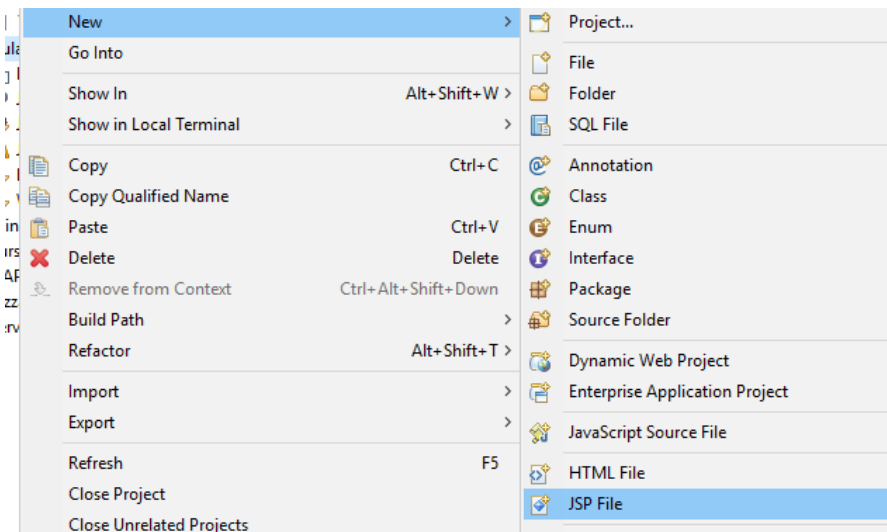 New >
Go Into
Show In Alt+Shift+W >
Show in Local Terminal >
Copy Ctrl+C
Copy Qualified Name
Paste Ctrl+V
Delete Delete
Remove from Context Ctrl+Alt+Shift+Down
Build Path >
Refactor Alt+Shift+T >
Import >
Export >
Refresh F5
Close Project
Close Unrelated Projects
Project...
File
Folder
SQL File
Annotation
Class
Enum
Interface
Package
Source Folder
Dynamic Web Project
Enterprise Application Project
JavaScript Source File
HTML File
JSP File